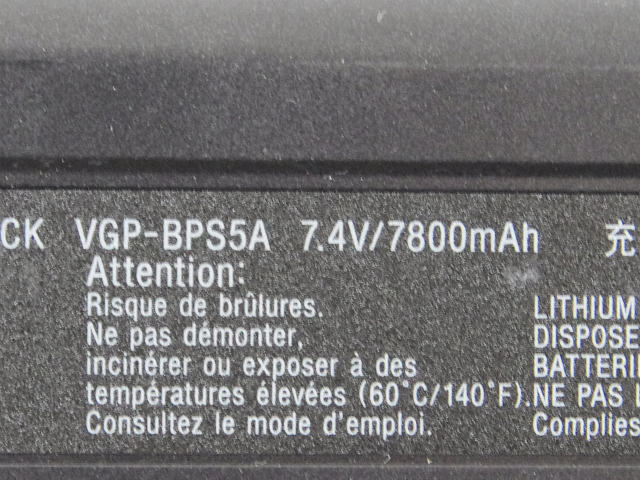 CK VGP-BPS5A 7.4V/7800mAh 充
Attention:
Risque de brûlures.
Ne pas démonter,
incinérer ou exposer à des
températures élevées (60°C/140°F).
Consultez le mode d'emploi.
LITHIUM
DISPOSE
BATTERI
NE PAS
Complies